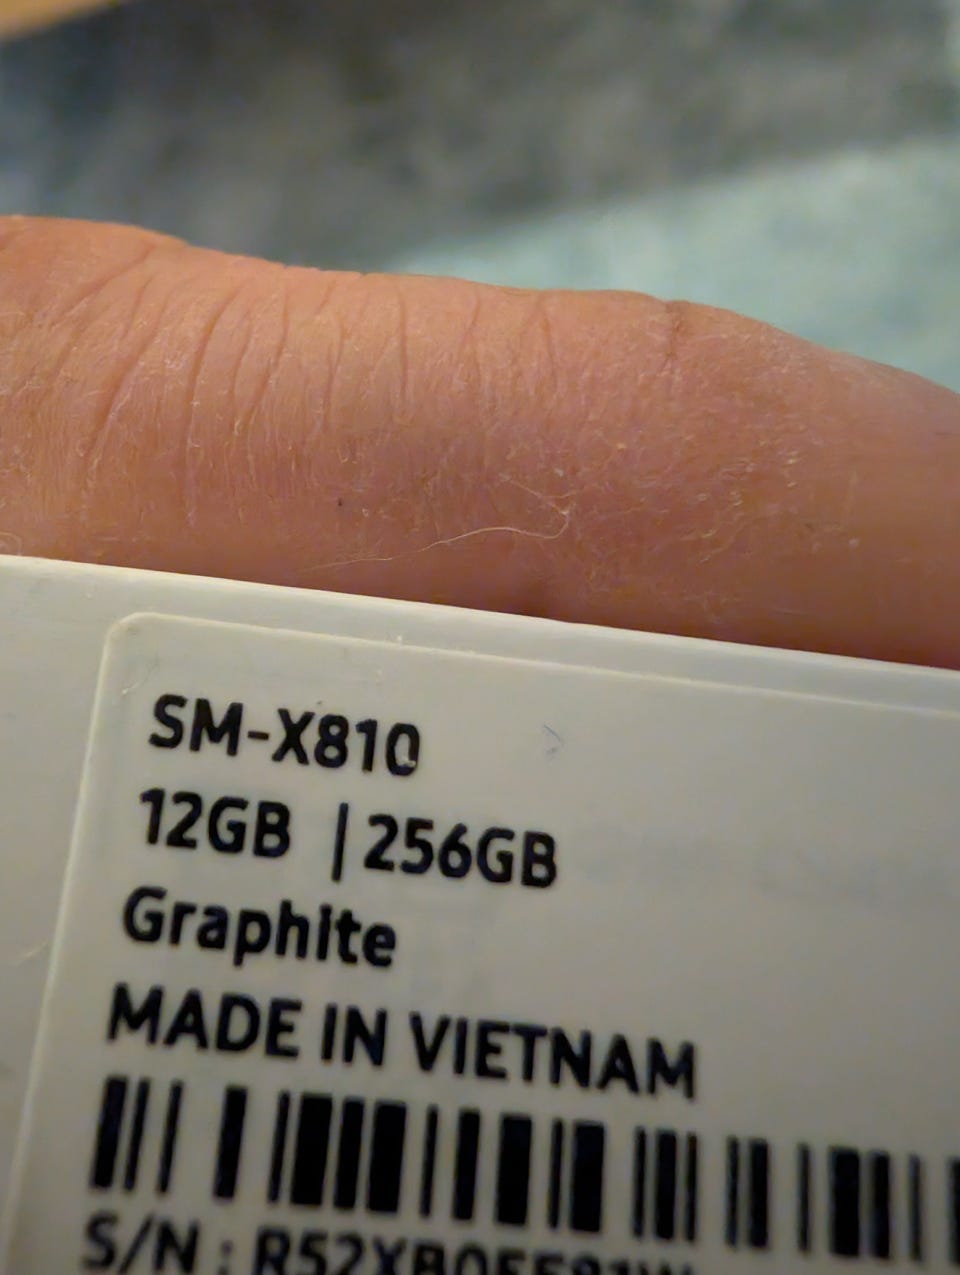 SM-X810
12GB | 256GB
Graphite
MADE IN VIETNAM
S/N :